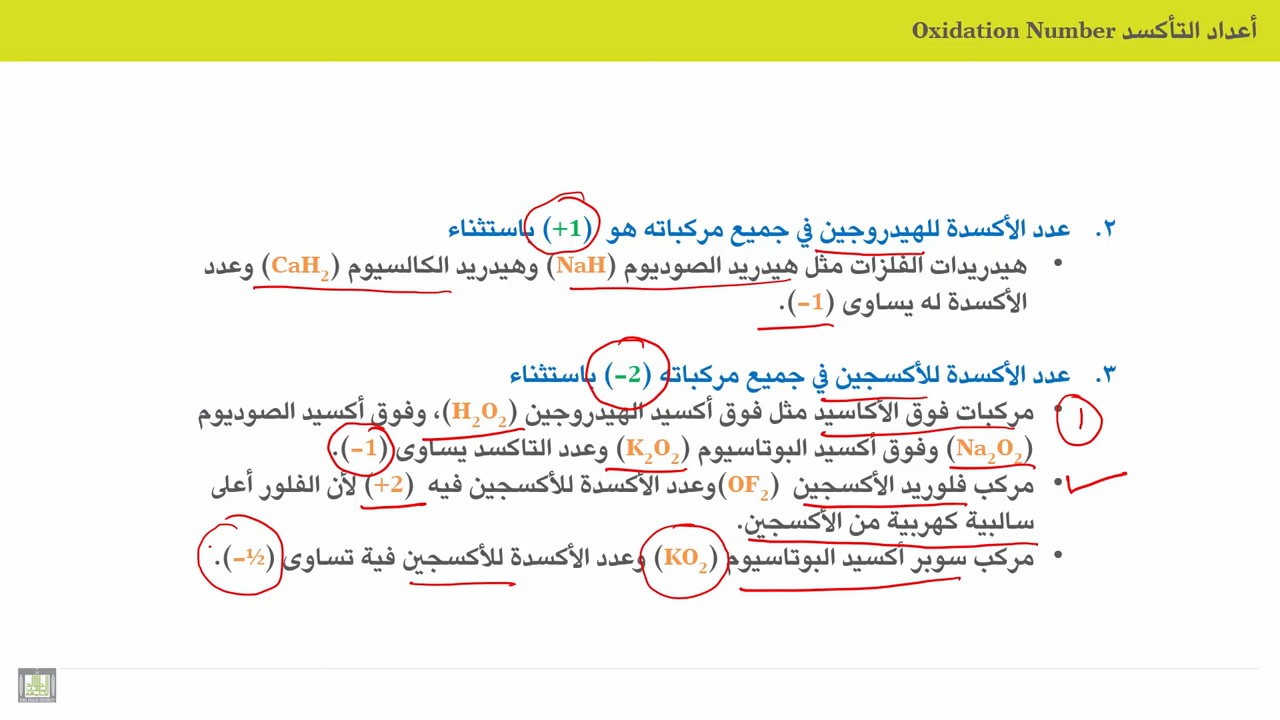 أعداد التأكسد Oxidation Number
٢. عدد الأكسدة للهيدروجين في جميع مركباته هو (+1) باستثناء
• هيدريدات الفلزات مثل هيدريد الصوديوم (NaH) وهيدريد الكالسيوم (CaH₂) وعدد
الأكسدة له يساوى (–1).
٣. عدد الأكسدة للأكسجين في جميع مركباته (–2) باستثناء
• مركبات فوق الأكاسيد مثل فوق أكسيد الهيدروجين (H₂O₂)، وفوق أكسيد الصوديوم
(Na₂O₂) وفوق أكسيد البوتاسيوم (K₂O₂) وعدد التاكسد يساوى (–1).
• مركب فلوريد الأكسجين (OF₂)وعدد الأكسدة للأكسجين فيه (+2) لأن الفلور أعلى
سالبية كهربية من الأكسجين.
• مركب سوبر أكسيد البوتاسيوم (KO₂) وعدد الأكسدة للأكسجين فية تساوى (–½).
١